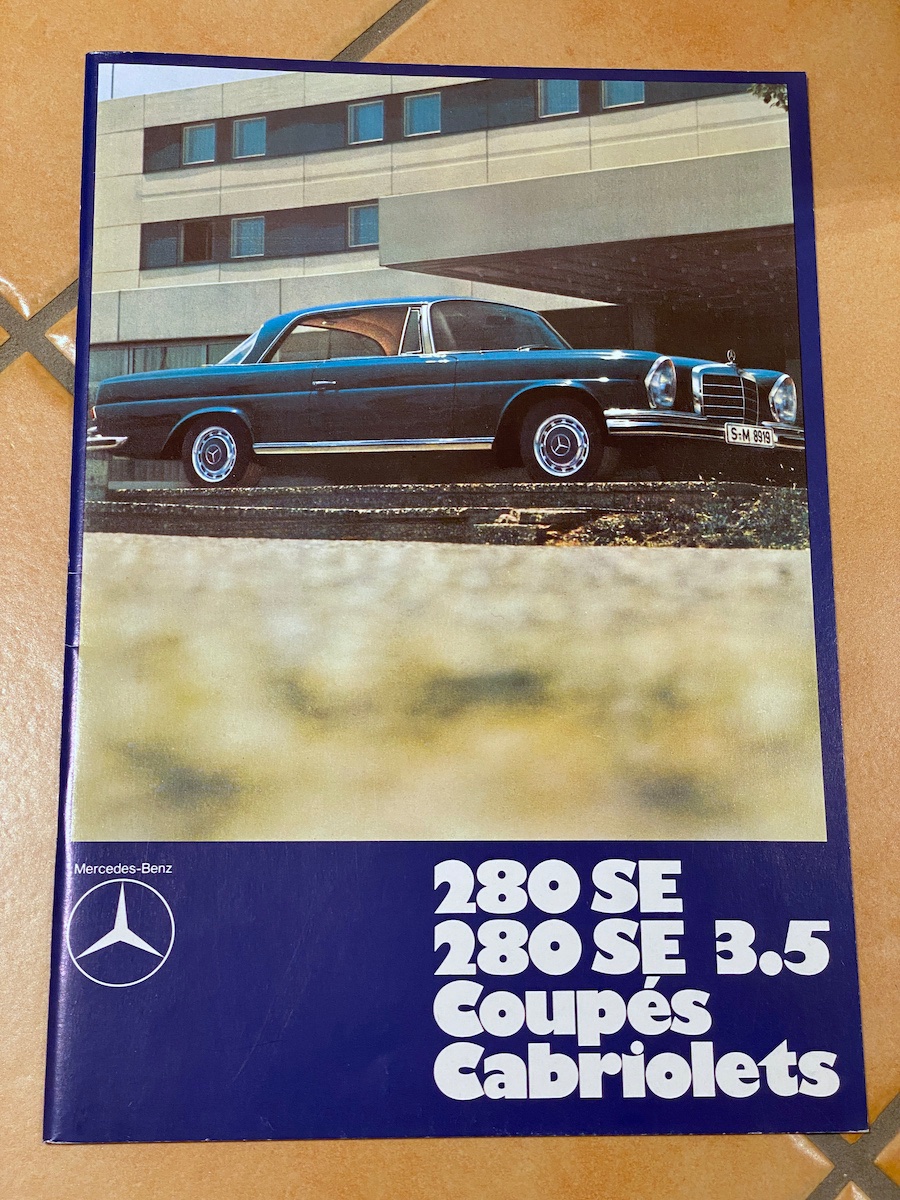 S-M 8919
Mercedes-Benz
280 SE
280 SE 3.5
Coupés
Cabriolets